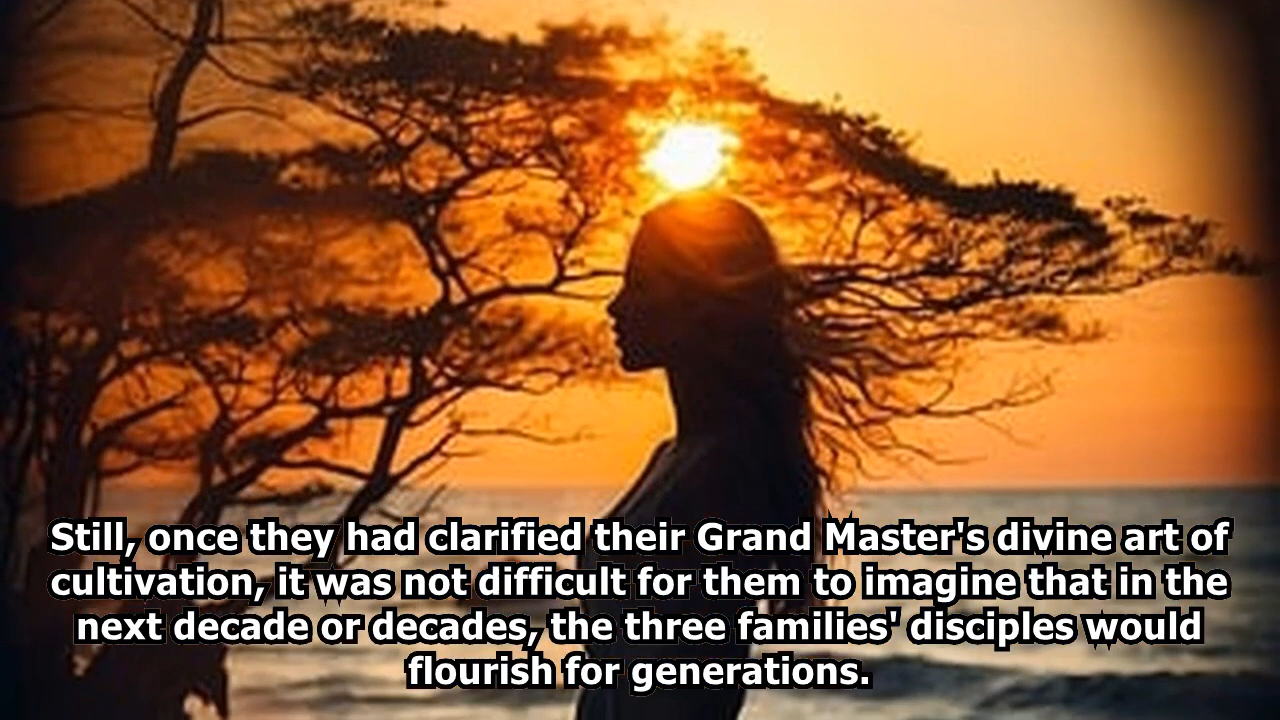 Still, once they had clarified their Grand Master's divine art of
cultivation, it was not difficult for them to imagine that in the
next decade or decades, the three families' disciples would
flourish for generations.